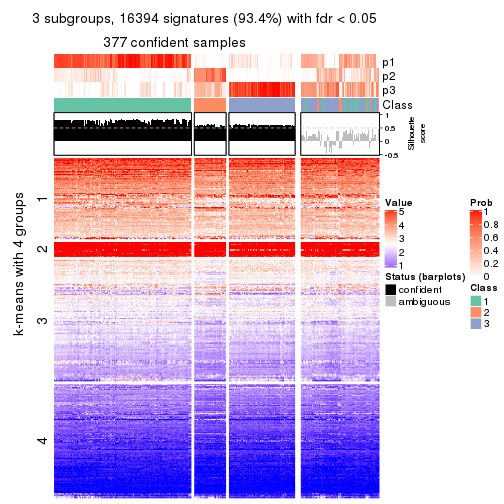 3 subgroups, 16394 signatures (93.4%) with fdr < 0.05
377 confident samples
p1
p2
p3
Class
1
0.5
0
-0.5
Silhouette
score
k-means with 4 groups
1
2
3
4
Value
5
4
3
2
1
Status (barplots)
confident
ambiguous
Prob
1
0.8
0.6
0.4
0.2
0
Class
1
2
3